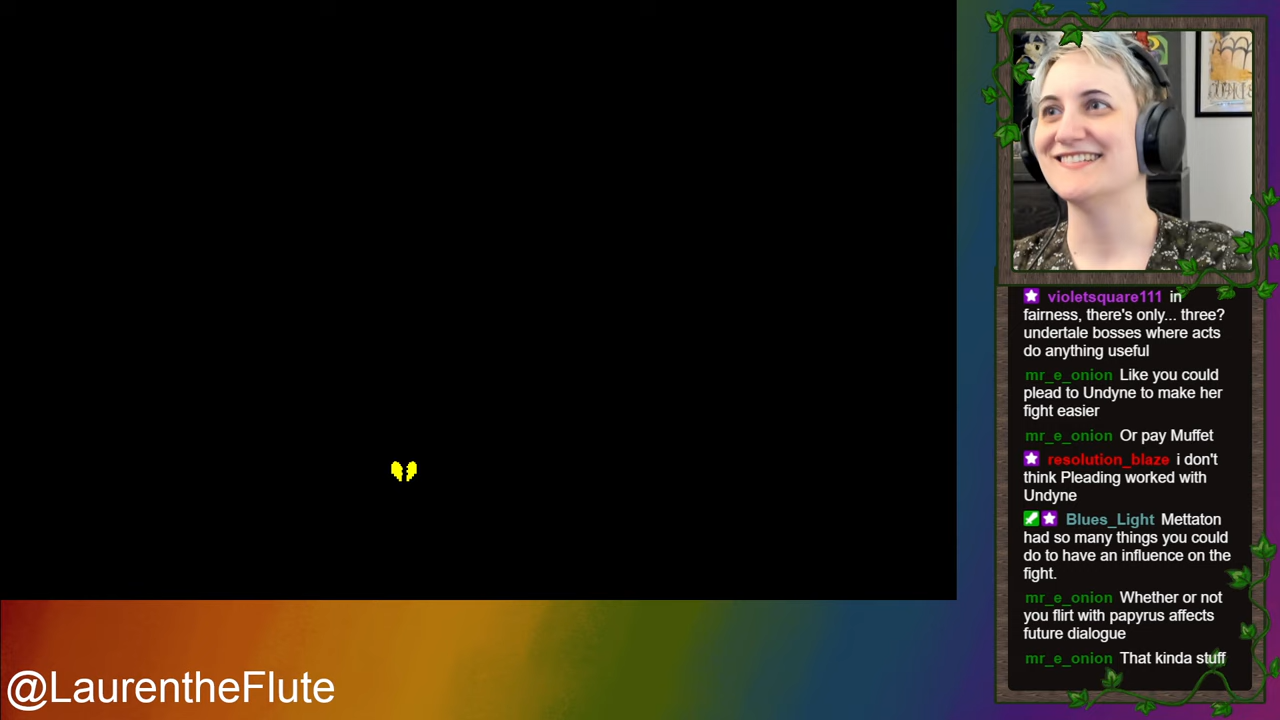 violetsquare111 in
fairness, there's only... three?
undertale bosses where acts
do anything useful
mr_e_onion Like you could
plead to Undyne to make her
fight easier
mr_e_onion Or pay Muffet
resolution_blaze i don't
think Pleading worked with
Undyne
Blues_Light Mettaton
had so many things you could
do to have an influence on the
fight.
mr_e_onion Whether or not
you flirt with papyrus affects
future dialogue
mr_e_onion That kinda stuff
@LaurentheFlute